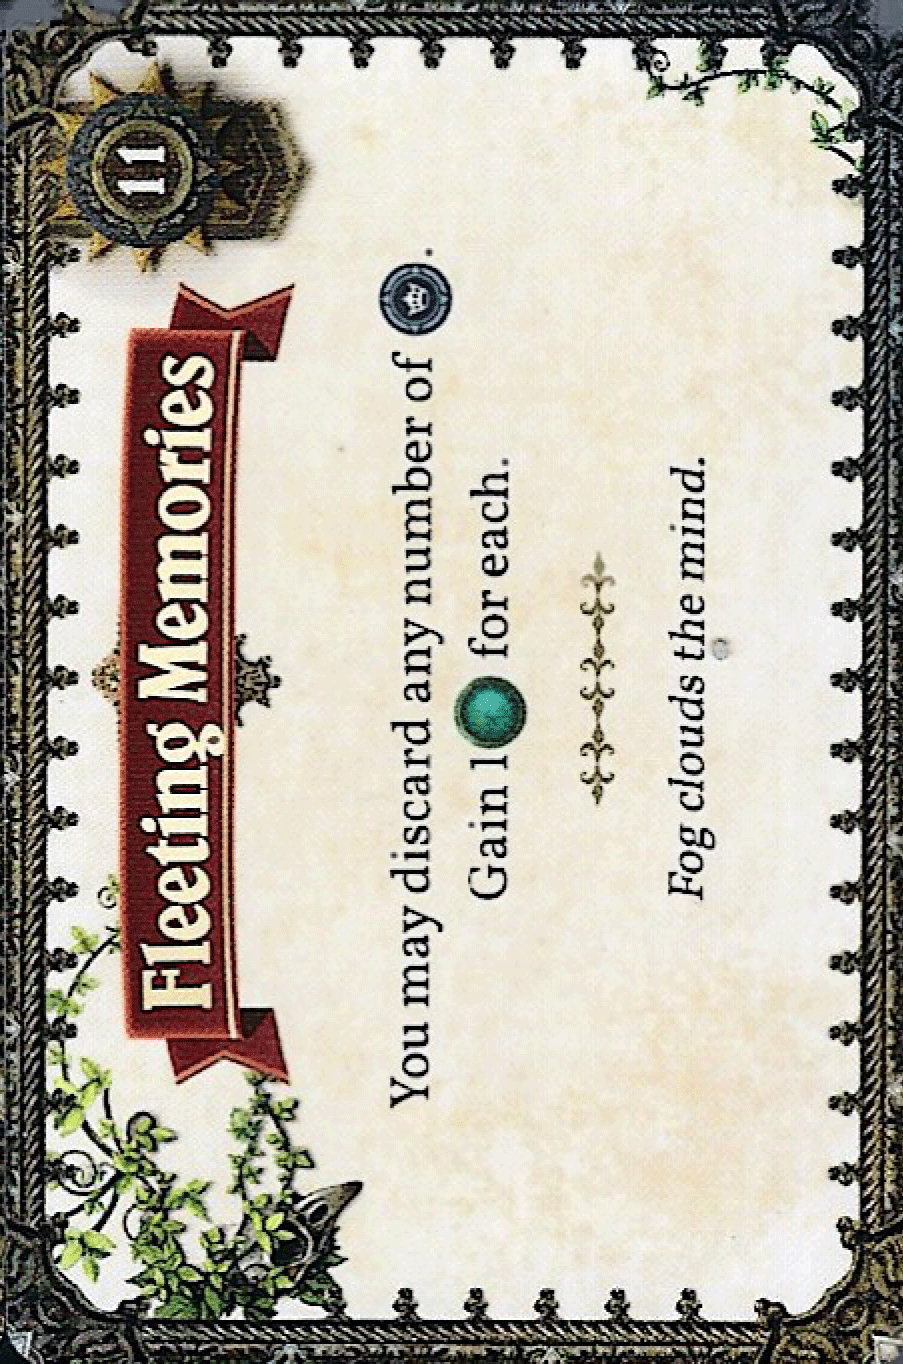 Fleeting Memories
11
You may discard any number of .
Gain 1 for each.
Fog clouds the mind.